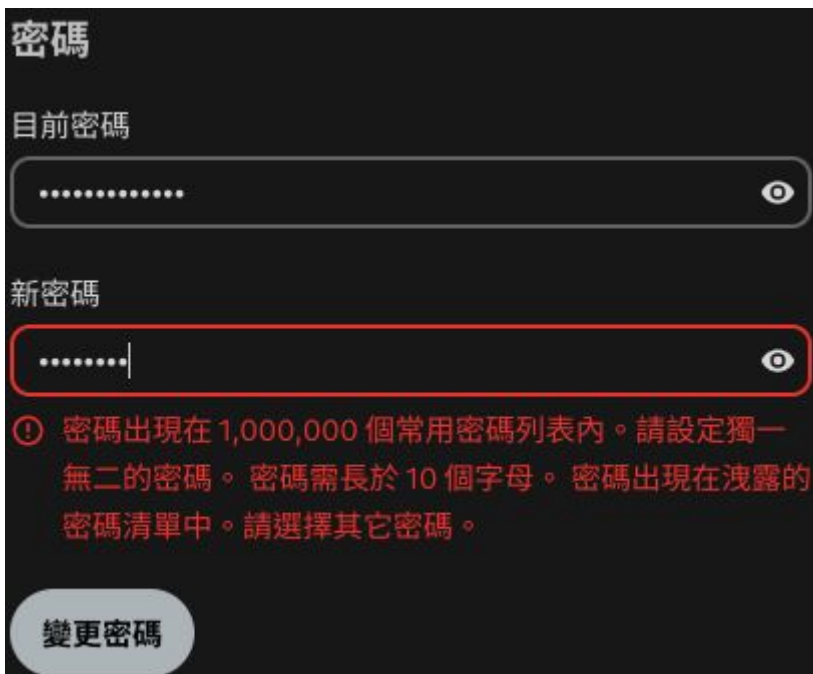 密碼
目前密碼
•••••••••••••
新密碼
••••••••
密碼出現在 1,000,000 個常用密碼列表內。請設定獨一
無二的密碼。 密碼需長於 10 個字母。 密碼出現在洩露的
密碼清單中。請選擇其它密碼。
變更密碼